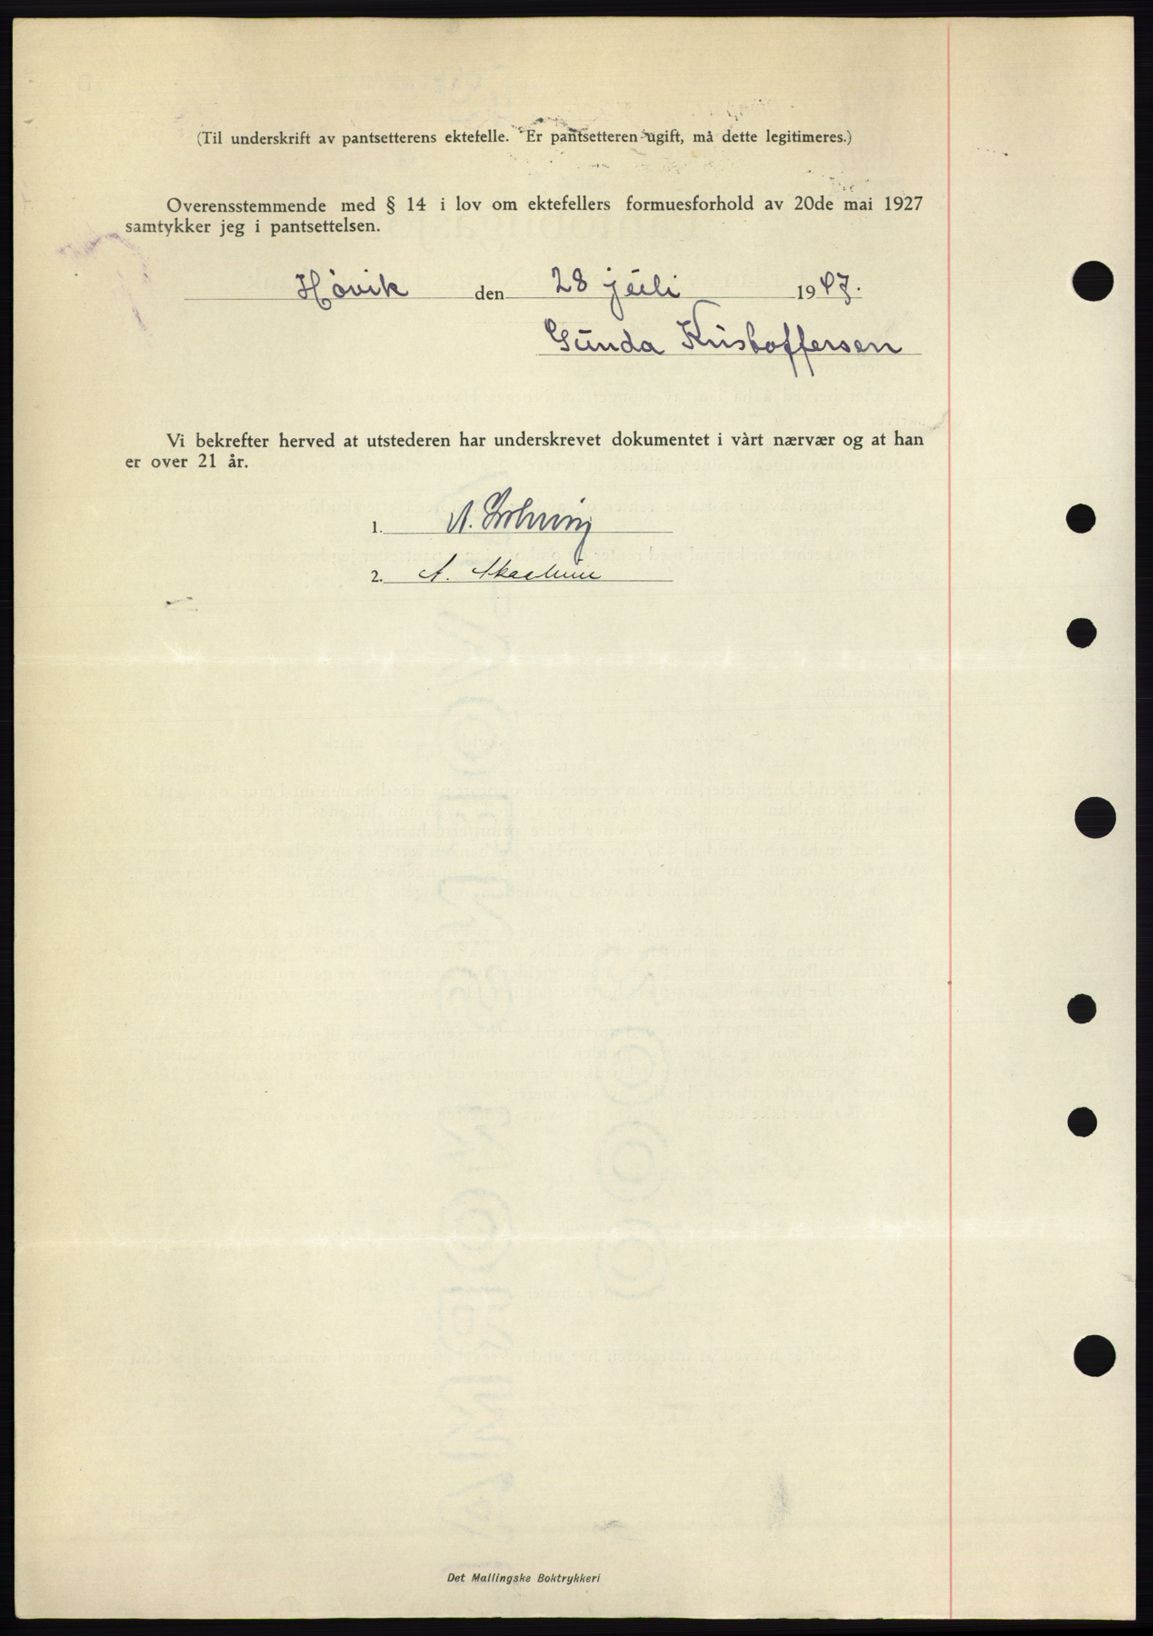 (Til underskrift av pantsetterens ektefelle. Er pantsetteren ugift, må dette legitimeres.)
Overensstemmende med § 14 i lov om ektefellers formuesforhold av 20de mai 1927
samtykker jeg i pantsettelsen.
Høvik den 28 juli 1947.
Gunda Kristoffersen
Vi bekrefter herved at utstederen har underskrevet dokumentet i vårt nærvær og at han
er over 21 år.
1.
2. A.
Det Mallingske Boktrykkeri